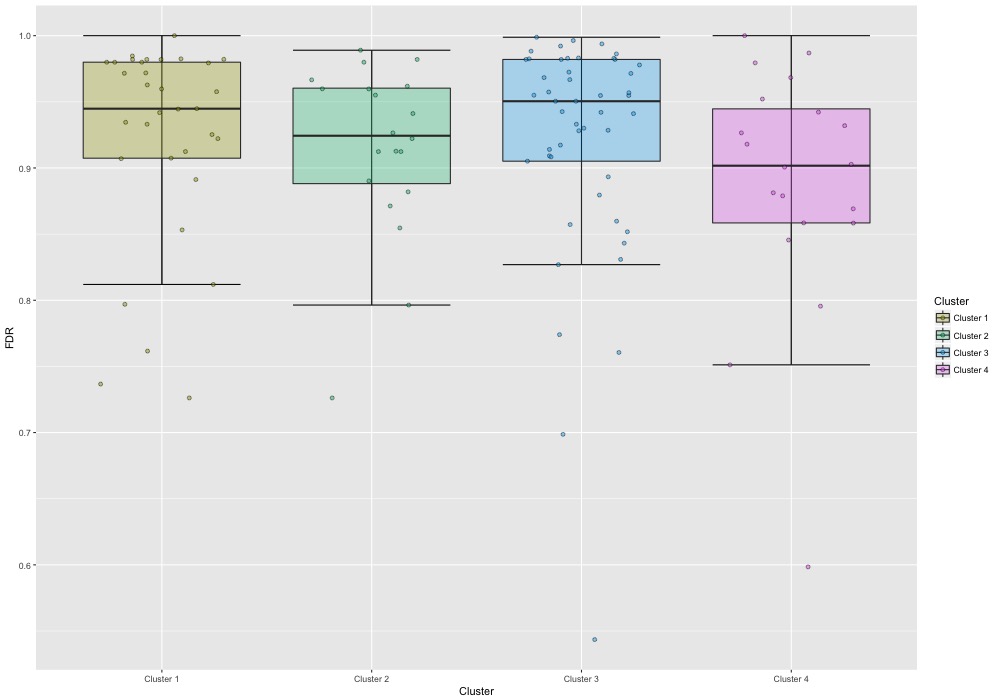 1.0
0.9
0.8
0.7
0.6
FDR
Cluster 1
Cluster 2
Cluster 3
Cluster 4
Cluster
Cluster
Cluster 1
Cluster 2
Cluster 3
Cluster 4